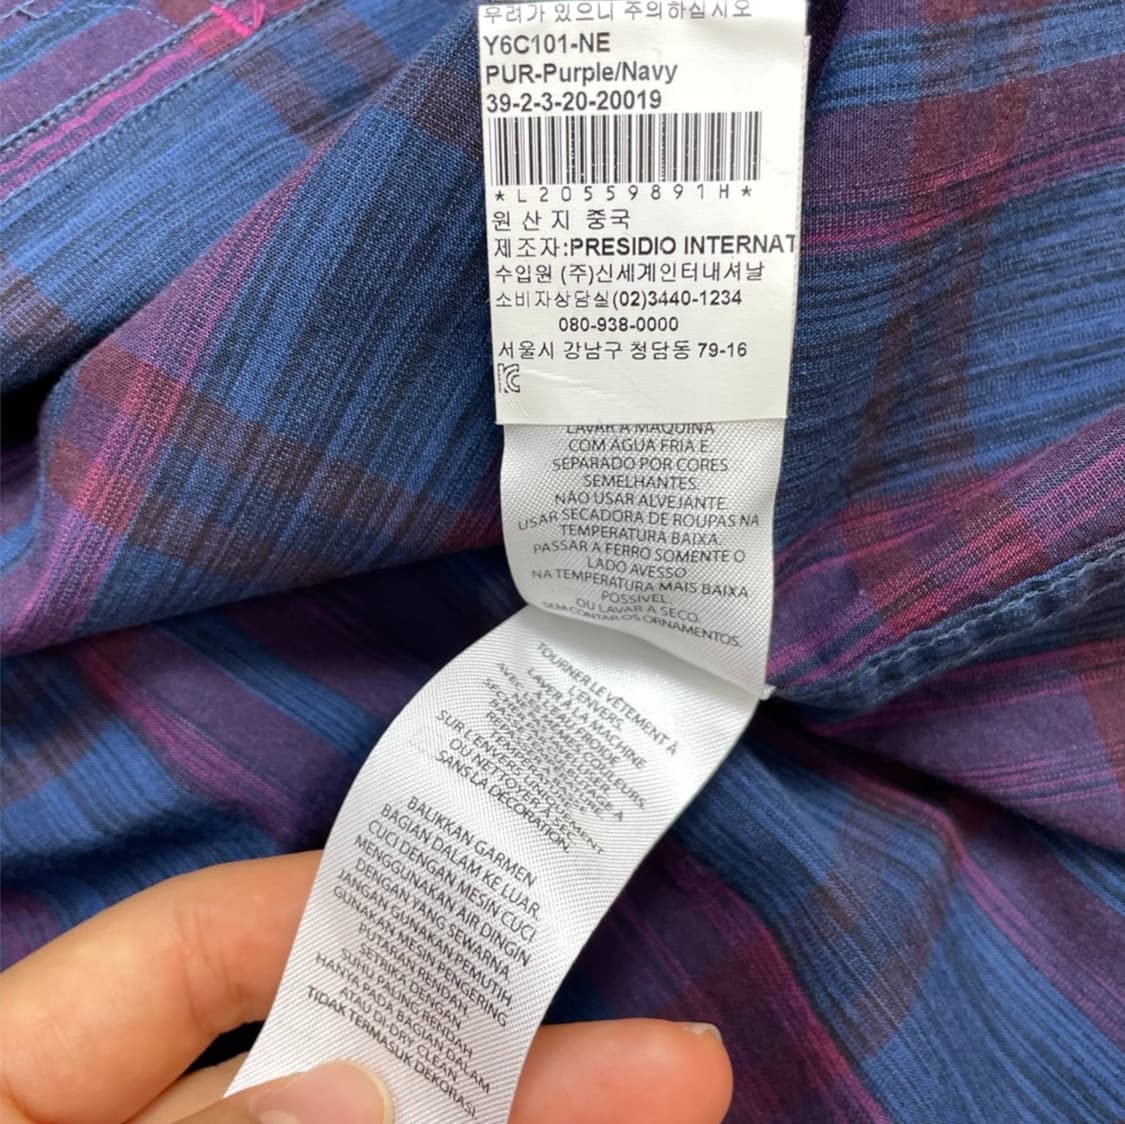 우려가 있으니 주의하십시오
Y6C101-NE
PUR-Purple/Navy
39-2-3-20-20019
*L20559891H*
원산지 중국
제조자:PRESIDIO INTERNAT
수입원 (주)신세계인터내셔날
소비자상담실(02)3440-1234
080-938-0000
서울시 강남구 청담동 79-16
LAVAR A MÁQUINA
COM ÁGUA FRIA E.
SEPARADO POR CORES
SEMELHANTES.
NÃO USAR ALVEJANTE.
USAR SECADORA DE ROUPAS NA
TEMPERATURA BAIXA.
PASSAR A FERRO SOMENTE O
LADO AVESSO
NA TEMPERATURA MAIS BAIXA
POSSÍVEL.
OU LAVAR A SECO.
SEM CONTAR OS ORNAMENTOS.
TOURNER LE VÊTEMENT À
L'ENVERS.
LAVER À LA MACHINE
À L'EAU FROIDE
SUR L'ENVERS UNIQUEMENT
OU NETTOYER À SEC.
SANS LA DÉCORATION.
BALIKKAN GARMEN,
BAGIAN DALAM KE LUAR.
CUCI DENGAN MESIN CUCI
MENGGUNAKAN AIR DINGIN
DENGAN YANG SEWARNA.
JANGAN GUNAKAN PEMUTIH
GUNAKAN MESIN PENGERING
PUTARAN RENDAH.
SETRIKA DENGAN
SUHU PALING RENDAH
HANYA PADA BAGIAN DALAM
ATAU DI DRY CLEAN.
TIDAK TERMASUK DEKORASI.